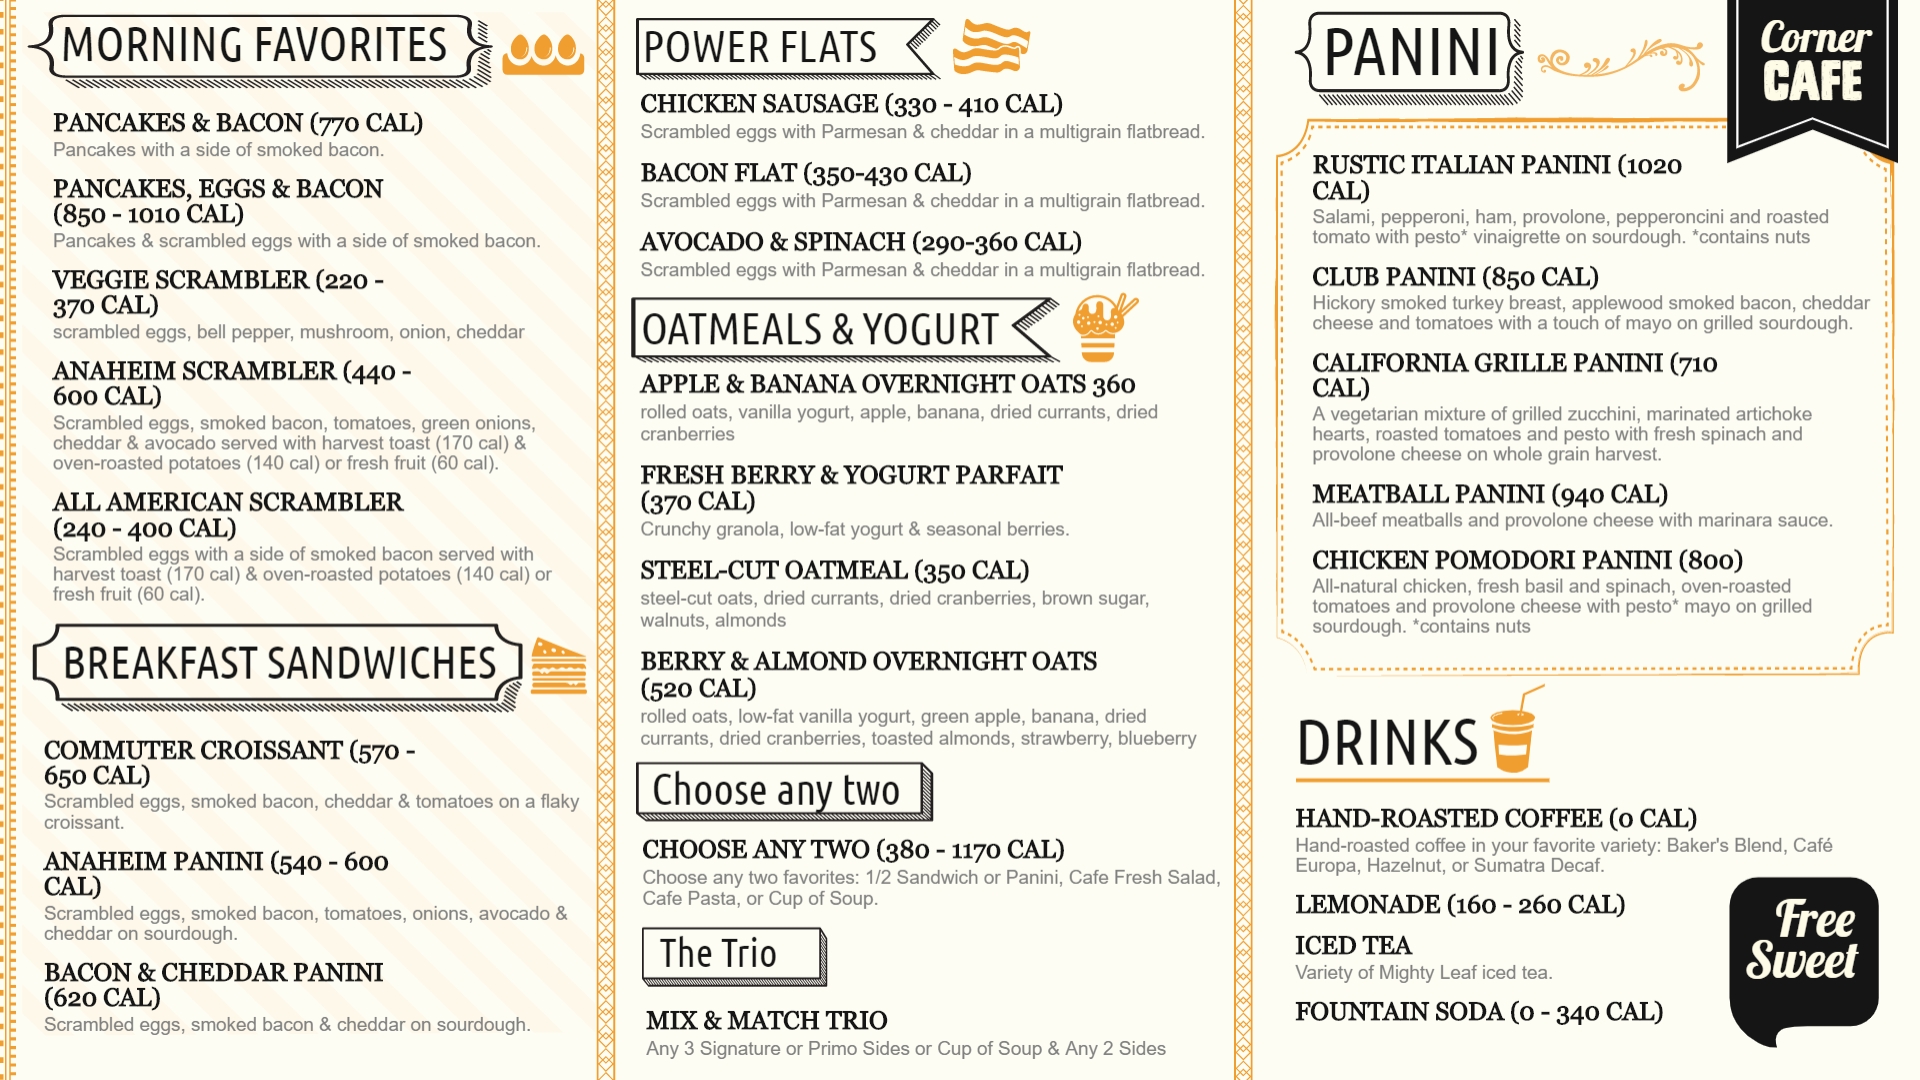 MORNING FAVORITES
PANCAKES & BACON (770 CAL)
Pancakes with a side of smoked bacon.
PANCAKES, EGGS & BACON
(850 - 1010 CAL)
Pancakes & scrambled eggs with a side of smoked bacon.
VEGGIE SCRAMBLER (220 -
370 CAL)
scrambled eggs, bell pepper, mushroom, onion, cheddar
ANAHEIM SCRAMBLER (440 -
600 CAL)
Scrambled eggs, smoked bacon, tomatoes, green onions,
cheddar & avocado served with harvest toast (170 cal) &
oven-roasted potatoes (140 cal) or fresh fruit (60 cal).
ALL AMERICAN SCRAMBLER
(240 - 400 CAL)
Scrambled eggs with a side of smoked bacon served with
harvest toast (170 cal) & oven-roasted potatoes (140 cal) or
fresh fruit (60 cal).
BREAKFAST SANDWICHES
COMMUTER CROISSANT (570 -
650 CAL)
Scrambled eggs, smoked bacon, cheddar & tomatoes on a flaky
croissant.
ANAHEIM PANINI (540 - 600
CAL)
Scrambled eggs, smoked bacon, tomatoes, onions, avocado &
cheddar on sourdough.
BACON & CHEDDAR PANINI
(620 CAL)
Scrambled eggs, smoked bacon & cheddar on sourdough.
POWER FLATS
CHICKEN SAUSAGE (330 - 410 CAL)
Scrambled eggs with Parmesan & cheddar in a multigrain flatbread.
BACON FLAT (350-430 CAL)
Scrambled eggs with Parmesan & cheddar in a multigrain flatbread.
AVOCADO & SPINACH (290-360 CAL)
Scrambled eggs with Parmesan & cheddar in a multigrain flatbread.
OATMEALS & YOGURT
APPLE & BANANA OVERNIGHT OATS 360
rolled oats, vanilla yogurt, apple, banana, dried currants, dried
cranberries
FRESH BERRY & YOGURT PARFAIT
(370 CAL)
Crunchy granola, low-fat yogurt & seasonal berries.
STEEL-CUT OATMEAL (350 CAL)
steel-cut oats, dried currants, dried cranberries, brown sugar,
walnuts, almonds
BERRY & ALMOND OVERNIGHT OATS
(520 CAL)
rolled oats, low-fat vanilla yogurt, green apple, banana, dried
currants, dried cranberries, toasted almonds, strawberry, blueberry
Choose any two
CHOOSE ANY TWO (380 - 1170 CAL)
Choose any two favorites: 1/2 Sandwich or Panini, Cafe Fresh Salad,
Cafe Pasta, or Cup of Soup.
The Trio
MIX & MATCH TRIO
Any 3 Signature or Primo Sides or Cup of Soup & Any 2 Sides
PANINI
Corner
CAFE
RUSTIC ITALIAN PANINI (1020
CAL)
Salami, pepperoni, ham, provolone, pepperoncini and roasted
tomato with pesto* vinaigrette on sourdough. *contains nuts
CLUB PANINI (850 CAL)
Hickory smoked turkey breast, applewood smoked bacon, cheddar
cheese and tomatoes with a touch of mayo on grilled sourdough.
CALIFORNIA GRILLE PANINI (710
CAL)
A vegetarian mixture of grilled zucchini, marinated artichoke
hearts, roasted tomatoes and pesto with fresh spinach and
provolone cheese on whole grain harvest.
MEATBALL PANINI (940 CAL)
All-beef meatballs and provolone cheese with marinara sauce.
CHICKEN POMODORI PANINI (800)
All-natural chicken, fresh basil and spinach, oven-roasted
tomatoes and provolone cheese with pesto* mayo on grilled
sourdough. *contains nuts
DRINKS
HAND-ROASTED COFFEE (0 CAL)
Hand-roasted coffee in your favorite variety: Baker's Blend, Café
Europa, Hazelnut, or Sumatra Decaf.
LEMONADE (160 - 260 CAL)
ICED TEA
Variety of Mighty Leaf iced tea.
FOUNTAIN SODA (0 - 340 CAL)
Free
Sweet